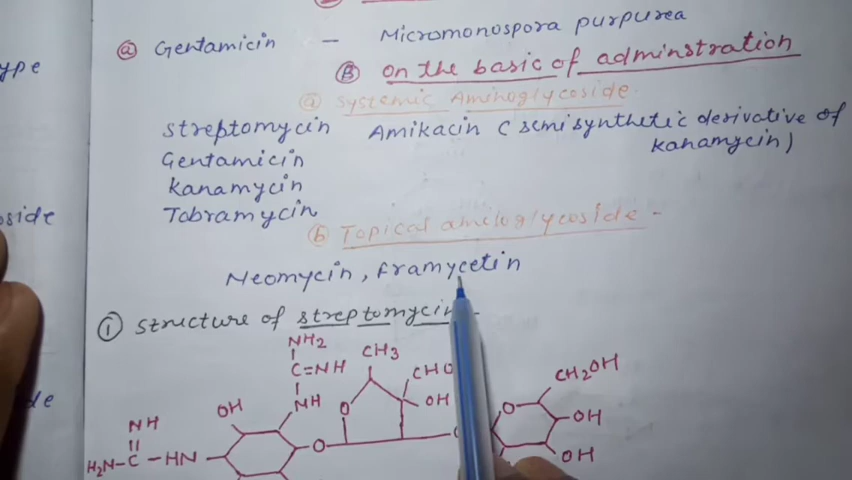 ⓐ Gentamicin - Micromonospora purpurea
Ⓑ on the basic of adminstration
ⓐ Systemic Aminoglycoside
Streptomycin Amikacin ( semisynthetic derivative of
kanamycin)
Gentamicin
Kanamycin
Tobramycin
ⓑ Topical aminoglycoside -
Neomycin, Framycetin
① Structure of streptomycin -
NH2
C=NH
NH
CH3
CHO
OH
CH2OH
OH
OH
OH
O
O
O
NH
H2N-C-HN
ype
oside
de